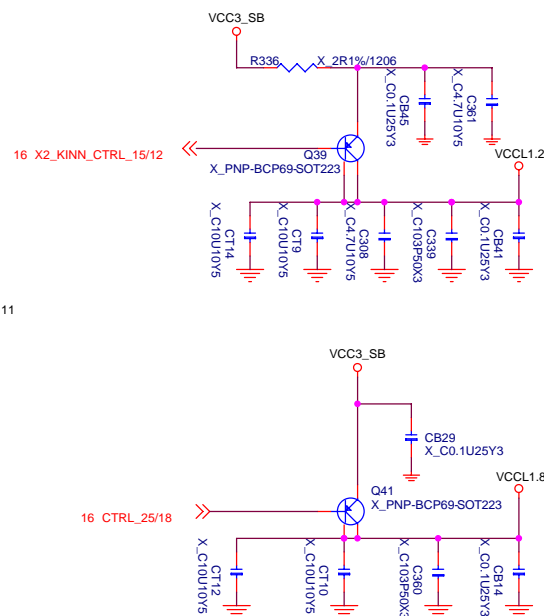 VCC3_SB
R336 X_2R1%/1206
CB45
X_C0.1U25Y3
C361
X_C4.7U10Y5
16 X2_KINN_CTRL_15/12
Q39
X_PNP-BCP69-SOT223
VCCL1.2
CT14
X_C10U10Y5
CT9
X_C10U10Y5
C308
X_C4.7U10Y5
C339
X_C103P50X3
CB41
X_C0.1U25Y3
11
VCC3_SB
CB29
X_C0.1U25Y3
Q41
X_PNP-BCP69-SOT223
16 CTRL_25/18
VCCL1.8
CT12
X_C10U10Y5
CT10
X_C10U10Y5
C360
X_C103P50X3
CB14
X_C0.1U25Y3